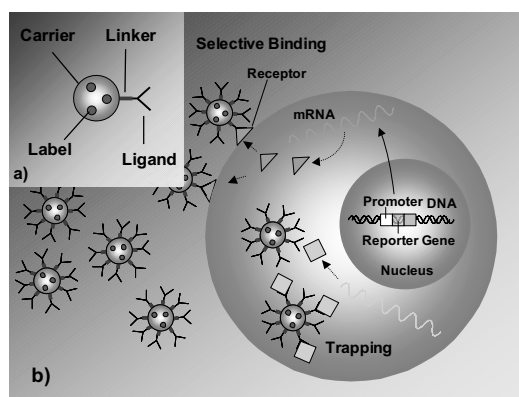 Carrier
Linker
Label
Ligand
a)
Selective Binding
Receptor
mRNA
Promoter DNA
Reporter Gene
Nucleus
Trapping
b)